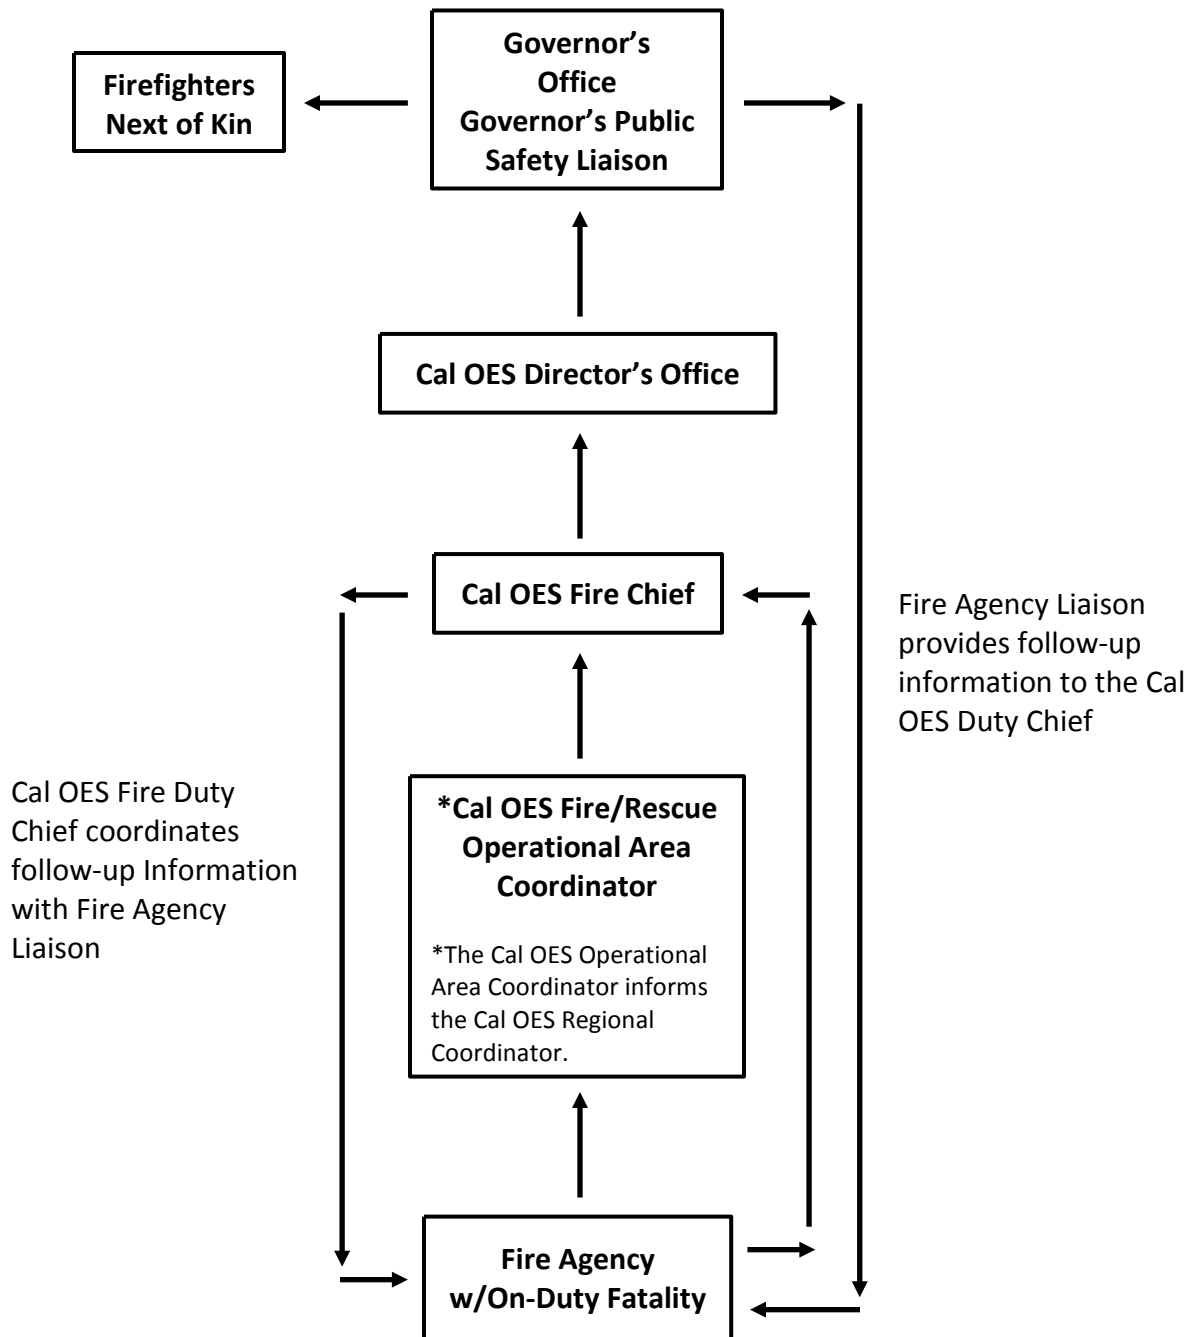 Governor’s
Office
Governor’s Public
Safety Liaison
Firefighters
Next of Kin
Cal OES Director’s Office
Cal OES Fire Chief
Fire Agency Liaison
provides follow-up
information to the Cal
OES Duty Chief
Cal OES Fire Duty
Chief coordinates
follow-up Information
with Fire Agency
Liaison
*Cal OES Fire/Rescue
Operational Area
Coordinator
*The Cal OES Operational
Area Coordinator informs
the Cal OES Regional
Coordinator.
Fire Agency
w/On-Duty Fatality